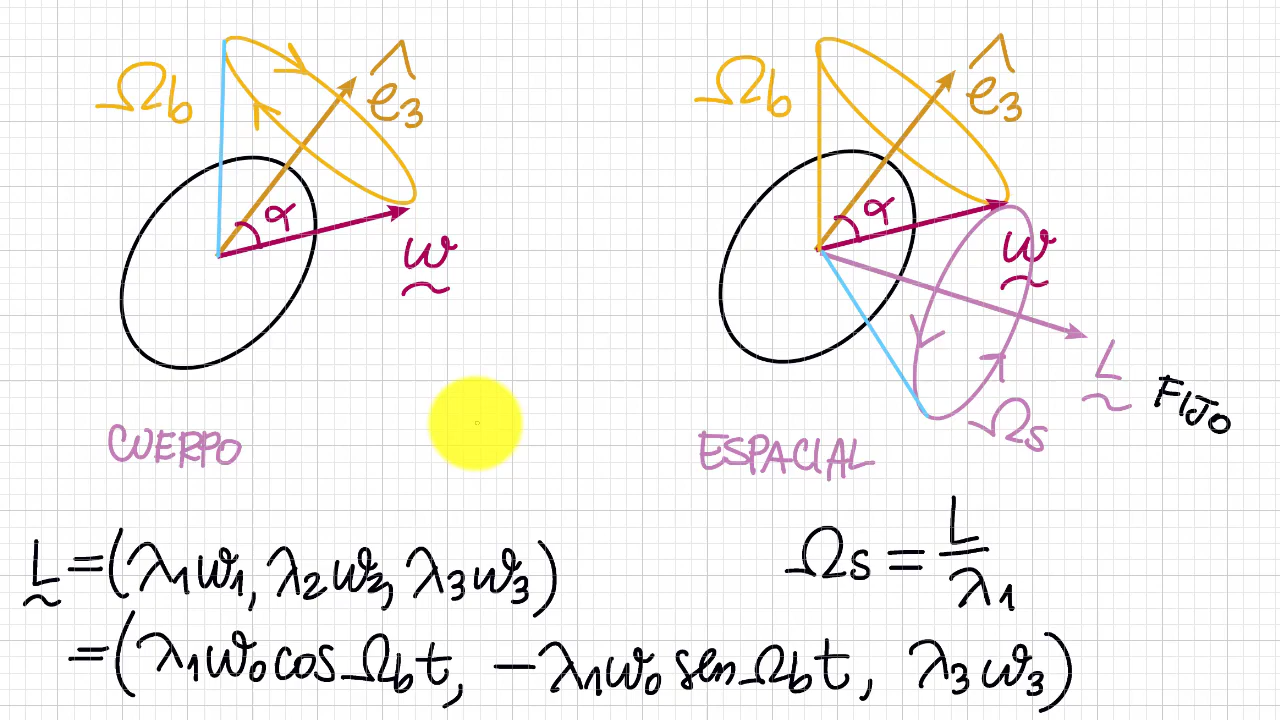 Ωb ê3
α
ω
CUERPO
Ωb ê3
α
ω
L FIJO
Ωs
ESPACIAL
L = (λ1ω1, λ2ω2, λ3ω3)
= (λ1ω0 cos Ωbt, −λ1ω0 sen Ωbt, λ3ω3)
Ωs = L/λ1